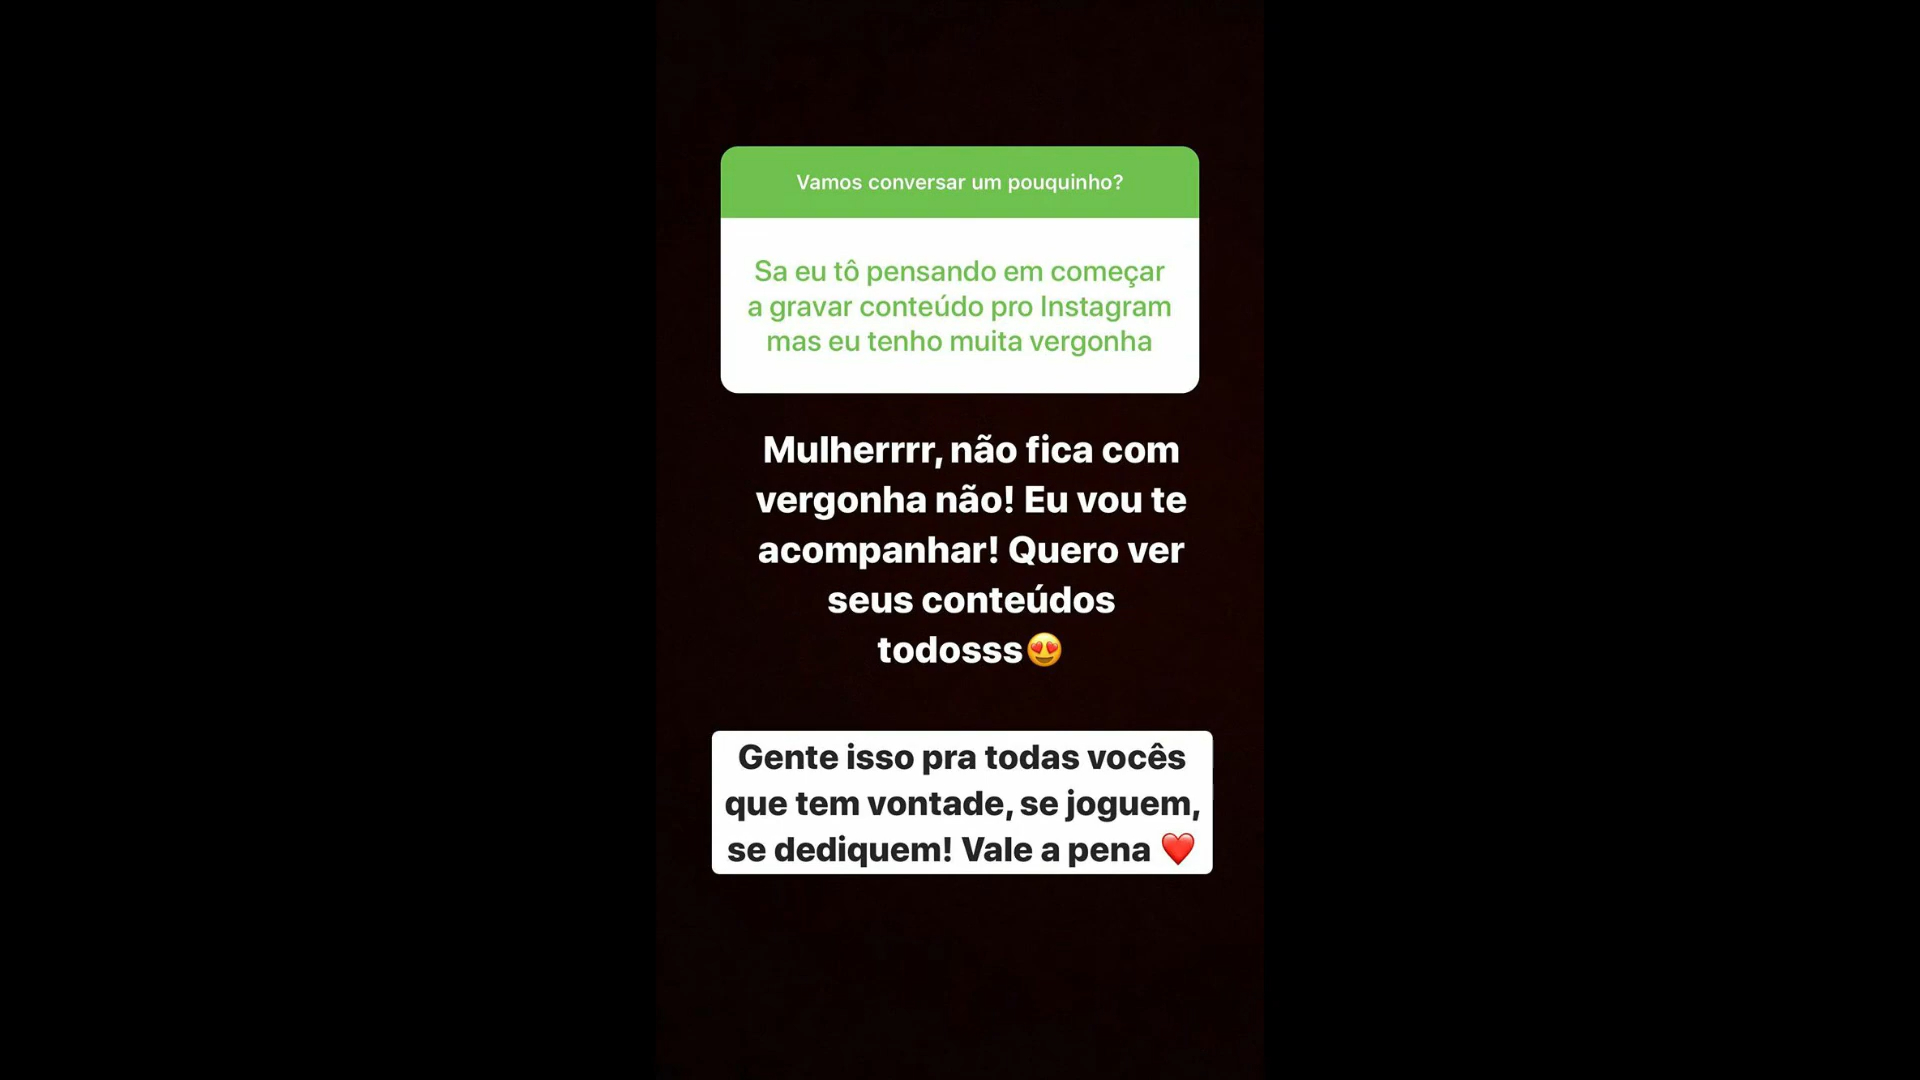 Vamos conversar um pouquinho?
Sa eu tô pensando em começar
a gravar conteúdo pro Instagram
mas eu tenho muita vergonha
Mulherrrr, não fica com
vergonha não! Eu vou te
acompanhar! Quero ver
seus conteúdos
todosss😍
Gente isso pra todas vocês
que tem vontade, se joguem,
se dediquem! Vale a pena ❤️